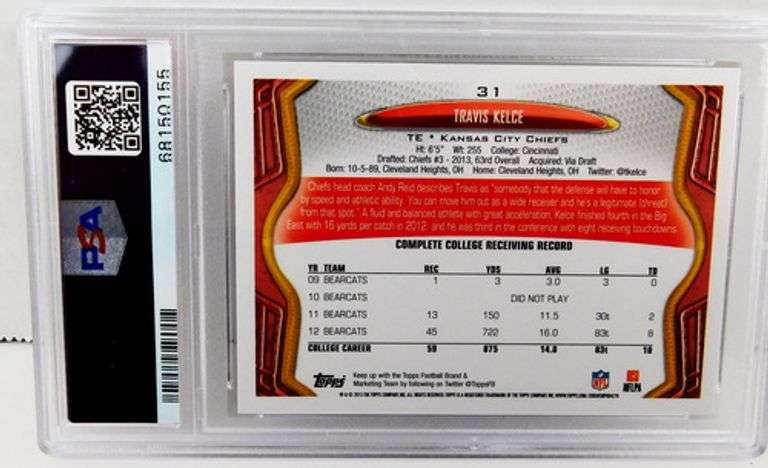 68150155
PSA
31
TRAVIS KELCE
TE * KANSAS CITY CHIEFS
Ht: 6'5" Wt: 255 College: Cincinnati
Drafted: Chiefs #3 - 2013, 63rd Overall Acquired: Via Draft
Born: 10-5-89, Cleveland Heights, OH Home: Cleveland Heights, OH Twitter: @tkelce
Chiefs head coach Andy Reid describes Travis as "somebody that the defense will have to honor
by speed and athletic ability. You can move him out as a wide receiver and he's a legitimate (threat)
from that spot." A fluid and balanced athlete with great acceleration, Kelce finished fourth in the Big
East with 16 yards per catch in 2012, and he was third in the conference with eight receiving touchdowns.
COMPLETE COLLEGE RECEIVING RECORD
YR TEAM REC YDS AVG LG TD
09 BEARCATS 1 3 3.0 3 0
10 BEARCATS DID NOT PLAY
11 BEARCATS 13 150 11.5 30t 2
12 BEARCATS 45 722 16.0 83t 8
COLLEGE CAREER 59 875 14.8 83t 10
Topps
Keep up with the Topps Football Brand &
Marketing Team by following on Twitter @ToppsFB
NFL
NFLPA